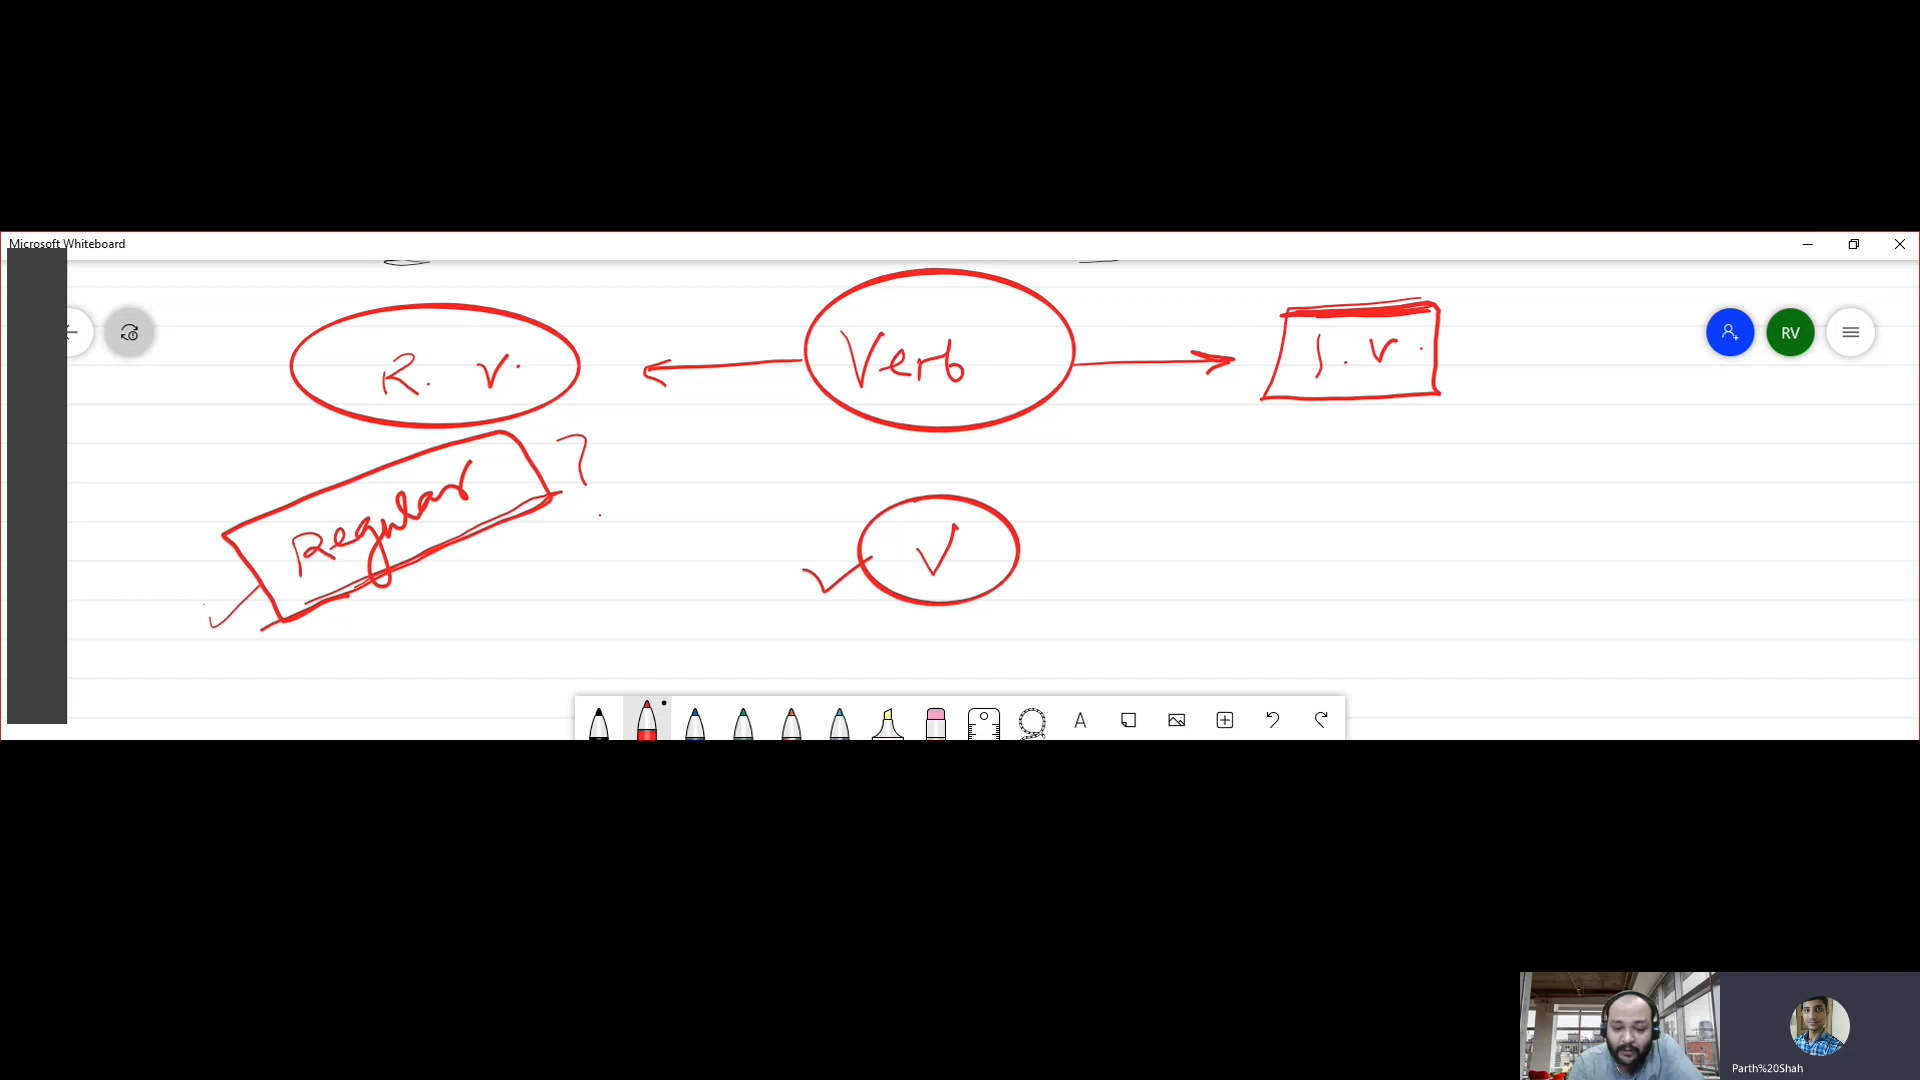 Microsoft Whiteboard
R. V.
Verb
I. V.
RV
Regular ?
V
A
Parth%20Shah